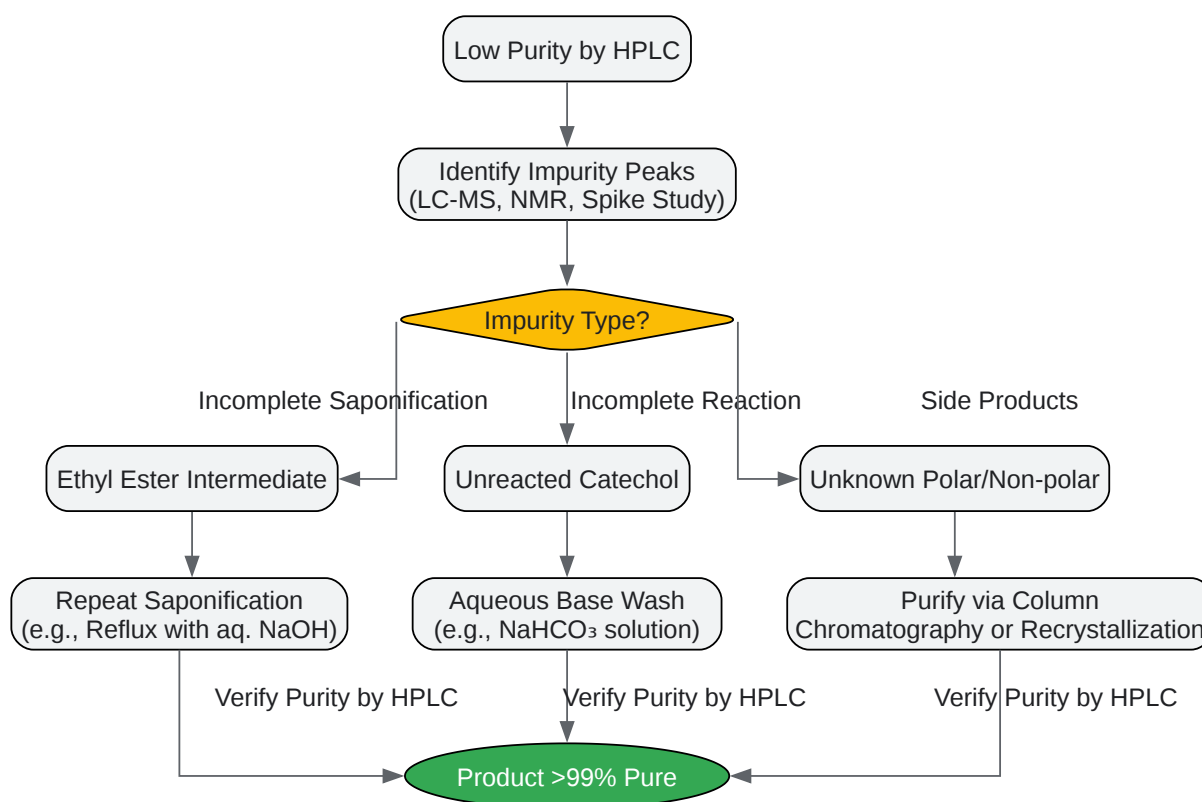 Low Purity by HPLC
Identify Impurity Peaks
(LC-MS, NMR, Spike Study)
Impurity Type?
Incomplete Saponification
Incomplete Reaction
Side Products
Ethyl Ester Intermediate
Unreacted Catechol
Unknown Polar/Non-polar
Repeat Saponification
(e.g., Reflux with aq. NaOH)
Aqueous Base Wash
(e.g., NaHCO₃ solution)
Purify via Column
Chromatography or Recrystallization
Verify Purity by HPLC
Verify Purity by HPLC
Verify Purity by HPLC
Product >99% Pure